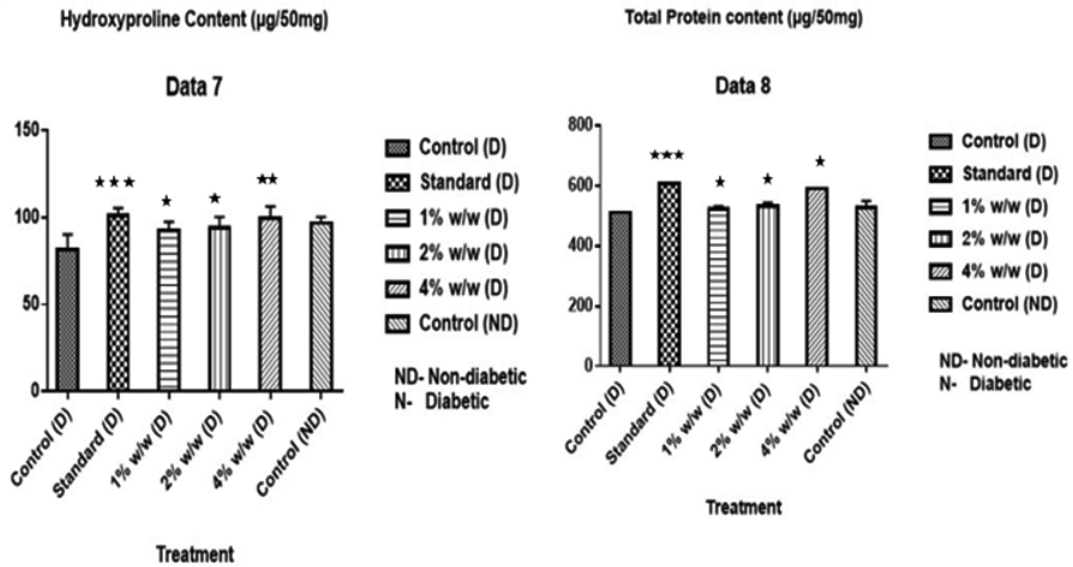 Hydroxyproline Content (µg/50mg)
Data 7
150
100
50
0
★★★
★
★
★★
Control (D)
Standard (D)
1% w/w (D)
2% w/w (D)
4% w/w (D)
Control (ND)
Treatment
Control (D)
Standard (D)
1% w/w (D)
2% w/w (D)
4% w/w (D)
Control (ND)
ND- Non-diabetic
N- Diabetic
Total Protein content (µg/50mg)
Data 8
800
600
400
200
0
★★★
★
★
★
Control (D)
Standard (D)
1% w/w (D)
2% w/w (D)
4% w/w (D)
Control (ND)
Treatment
Control (D)
Standard (D)
1% w/w (D)
2% w/w (D)
4% w/w (D)
Control (ND)
ND- Non-diabetic
N- Diabetic